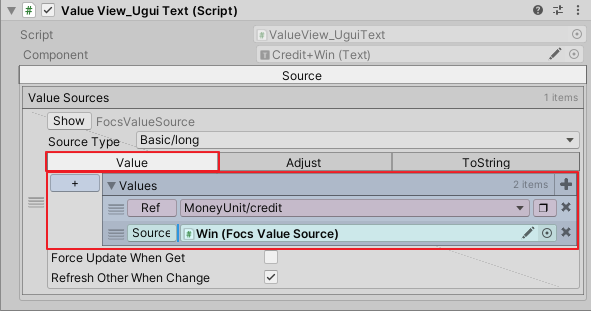 Value View_Ugui Text (Script)
Script ValueView_UguiText
Component Credit+Win (Text)
Source
Value Sources 1 items
Show FocsValueSource
Source Type Basic/long
Value Adjust ToString
+ Values 2 items
Ref MoneyUnit/credit
Source Win (Focs Value Source)
Force Update When Get
Refresh Other When Change